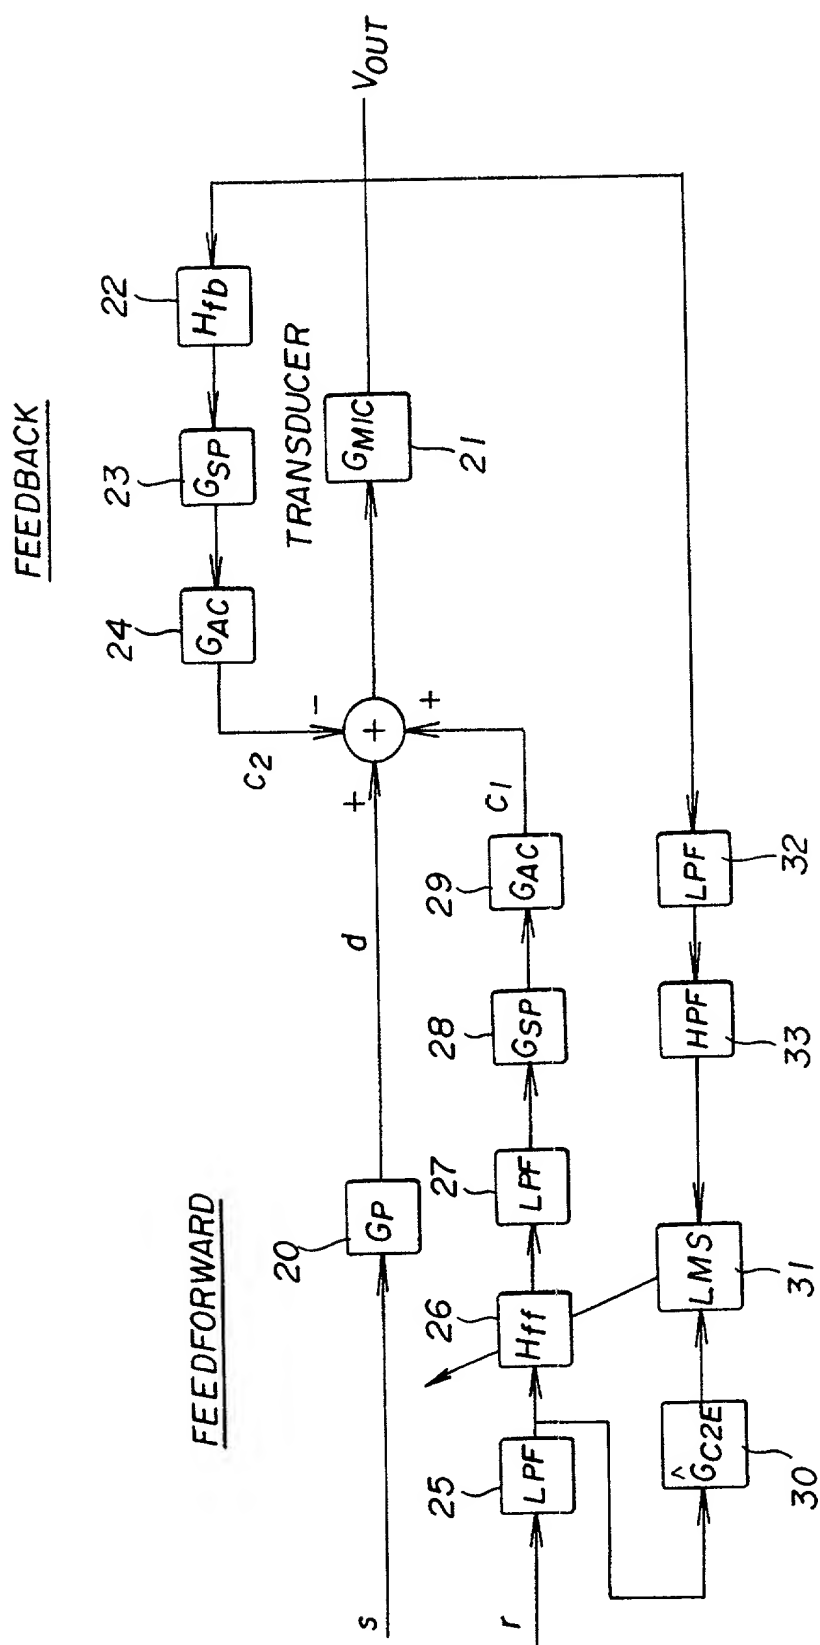 FEEDFORWARD
FEEDBACK
TRANSDUCER
s
20
GP
d
+
+
-
+
C2
C1
24
GAC
23
GSP
22
Hfb
GMIC
21
VOUT
r
25
LPF
26
Hff
27
LPF
28
GSP
29
GAC
ĜC2E
30
LMS
31
HPF
33
LPF
32